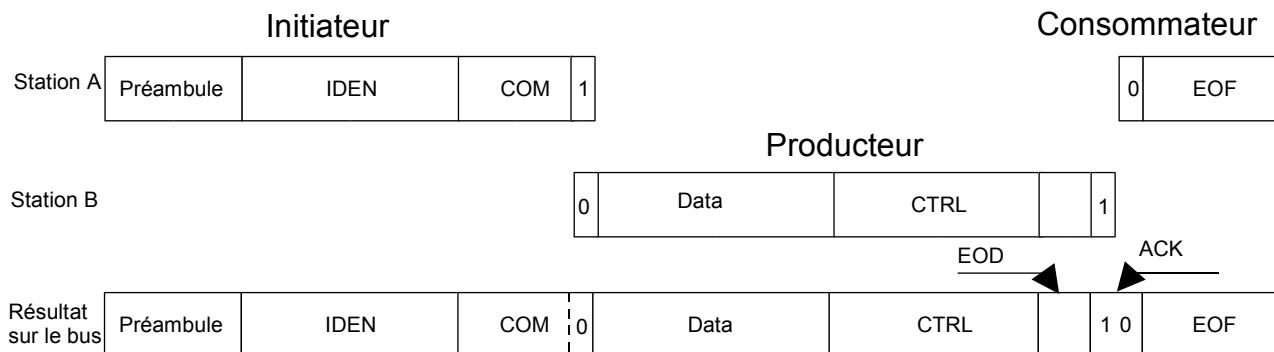 Initiateur
Consommateur
Station A
Préambule IDEN COM 1
0 EOF
Producteur
Station B
0 Data CTRL 1
EOD
ACK
Résultat
sur le bus
Préambule IDEN COM 0 Data CTRL 1 0 EOF